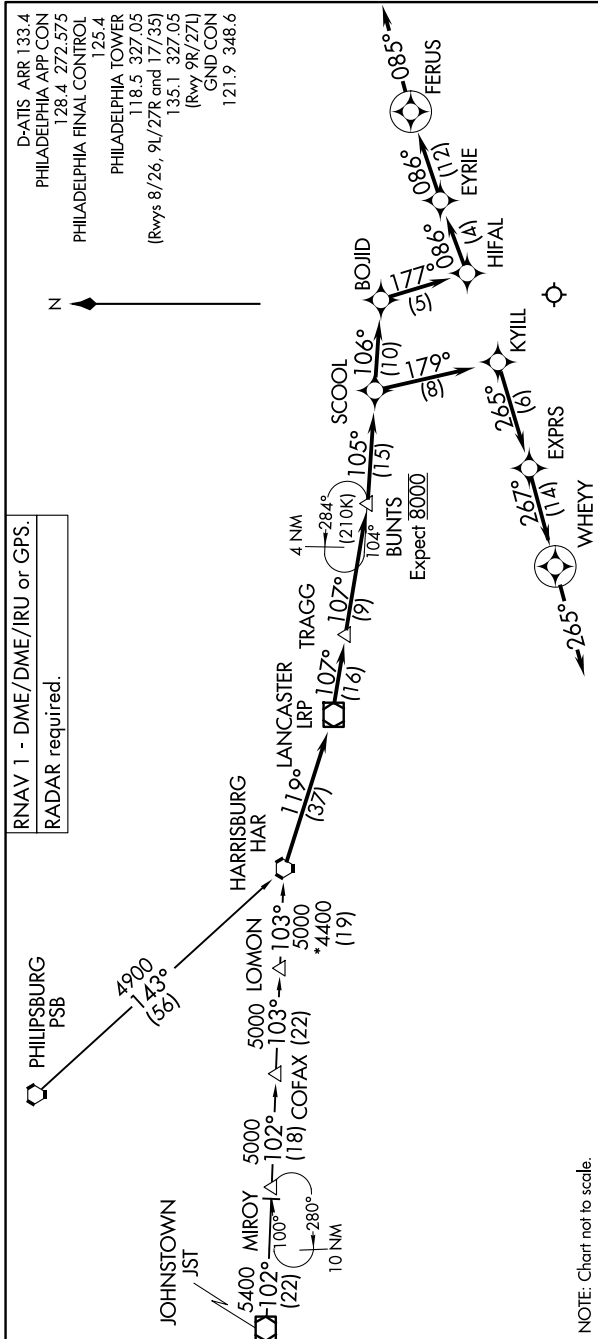 D-ATIS ARR 133.4
PHILADELPHIA APP CON
128.4 272.575
PHILADELPHIA FINAL CONTROL
125.4
PHILADELPHIA TOWER
118.5 327.05
(Rwys 8/26, 9L/27R and 17/35)
135.1 327.05
(Rwy 9R/27L)
GND CON
121.9 348.6
RNAV 1 - DME/DME/IRU or GPS.
RADAR required.
N
PHILIPSBURG
PSB
4900
143°
(56)
JOHNSTOWN
JST
5400
102°
(22)
MIROY
100°
280°
10 NM
5000
102°
(18)
COFAX
5000
103°
(22)
LOMON
103°
5000
*4400
(19)
HARRISBURG
HAR
119°
(37)
LANCASTER
LRP
107°
(16)
TRAGG
107°
(9)
4 NM
284°
(210K)
104°
BUNTS
Expect 8000
105°
(15)
SCOOL
106°
(10)
BOJID
177°
(5)
HIFAL
086°
(4)
EYRIE
086°
(12)
FERUS
085°
179°
(8)
KYILL
265°
(6)
EXPRS
267°
(14)
WHEYY
265°
NOTE: Chart not to scale.